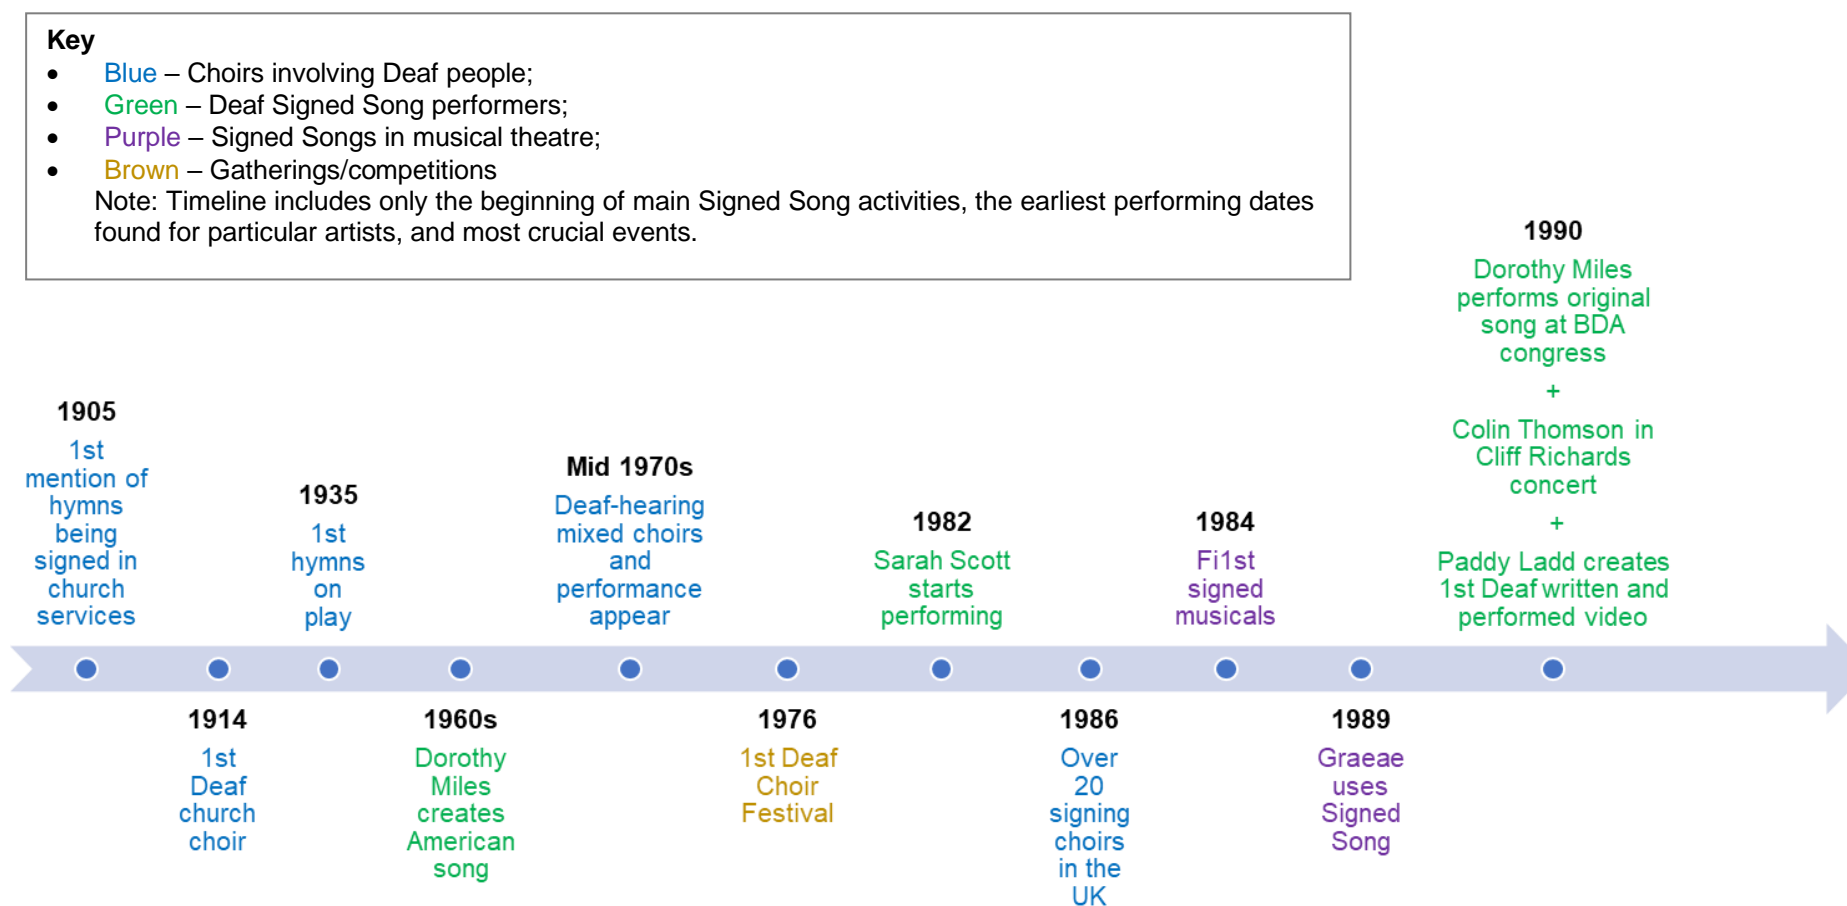 Key
• Blue – Choirs involving Deaf people;
• Green – Deaf Signed Song performers;
• Purple – Signed Songs in musical theatre;
• Brown – Gatherings/competitions
Note: Timeline includes only the beginning of main Signed Song activities, the earliest performing dates
found for particular artists, and most crucial events.
1905
1st
mention of
hymns
being
signed in
church
services
1914
1st
Deaf
church
choir
1935
1st
hymns
on
play
1960s
Dorothy
Miles
creates
American
song
Mid 1970s
Deaf-hearing
mixed choirs
and
performance
appear
1976
1st Deaf
Choir
Festival
1982
Sarah Scott
starts
performing
1986
Over
20
signing
choirs
in the
UK
1984
Fi1st
signed
musicals
1989
Graeae
uses
Signed
Song
1990
Dorothy Miles
performs original
song at BDA
congress
+
Colin Thomson in
Cliff Richards
concert
+
Paddy Ladd creates
1st Deaf written and
performed video